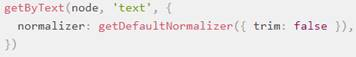 getByText(node, 'text', {
  normalizer: getDefaultNormalizer({ trim: false }),
})